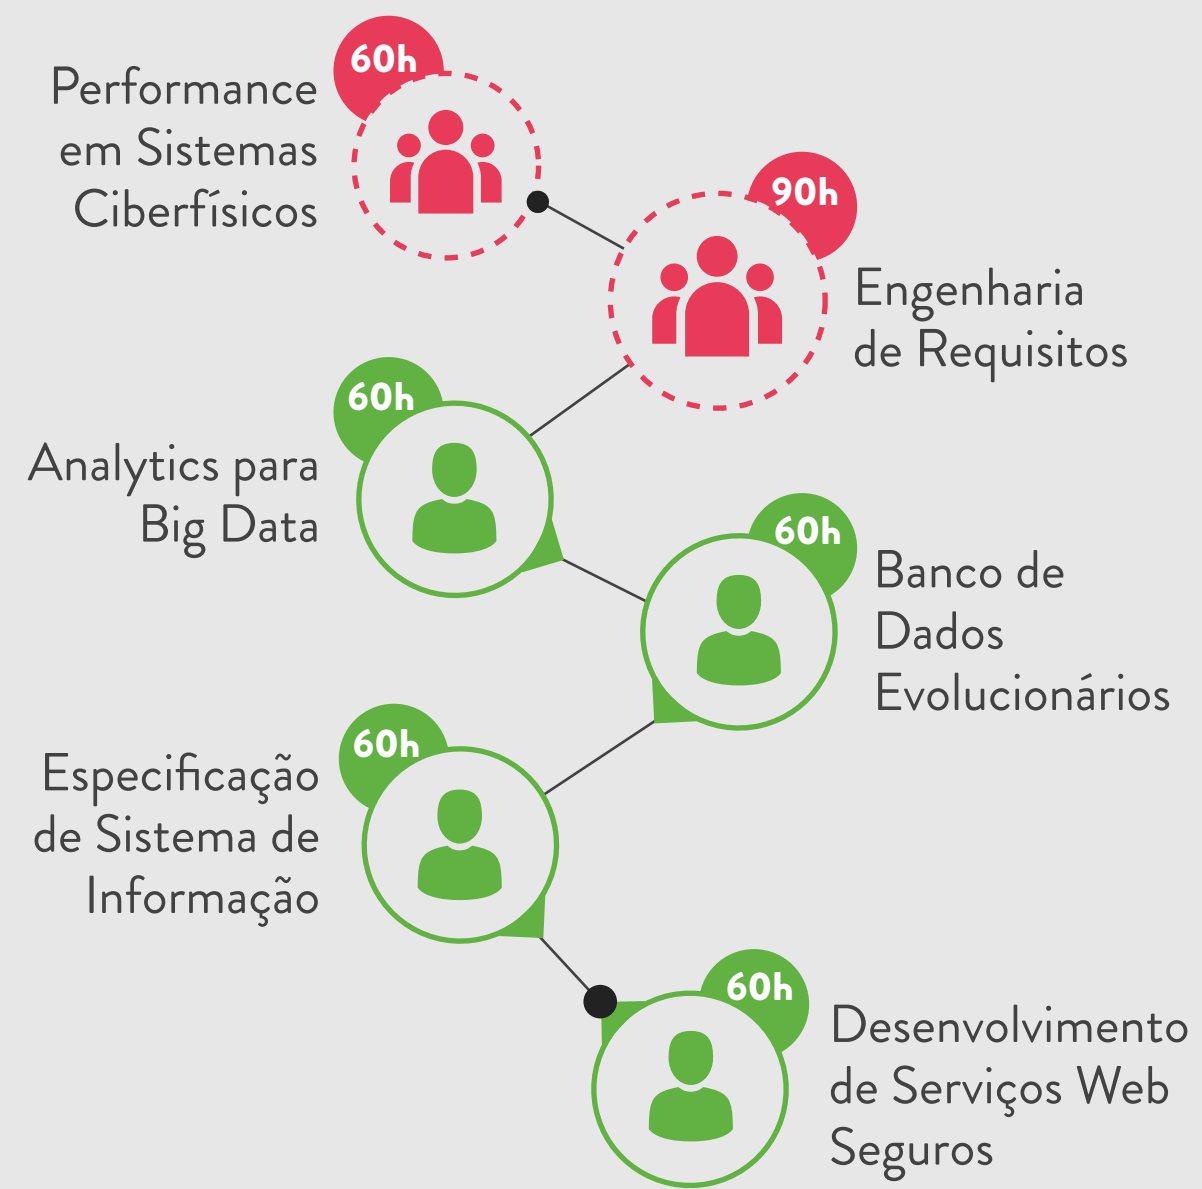 60h
Performance
em Sistemas
Ciberfísicos
90h
Engenharia
de Requisitos
60h
Analytics para
Big Data
60h
Banco de
Dados
Evolucionários
60h
Especificação
de Sistema de
Informação
60h
Desenvolvimento
de Serviços Web
Seguros